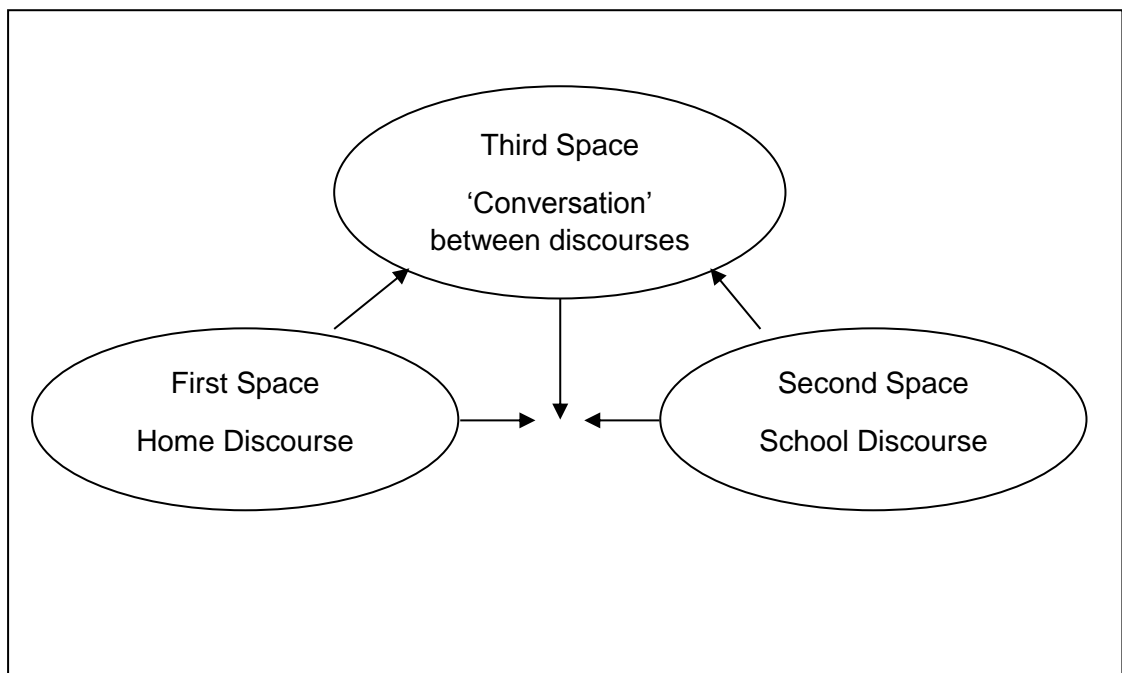 Third Space
‘Conversation’
between discourses
First Space
Home Discourse
Second Space
School Discourse